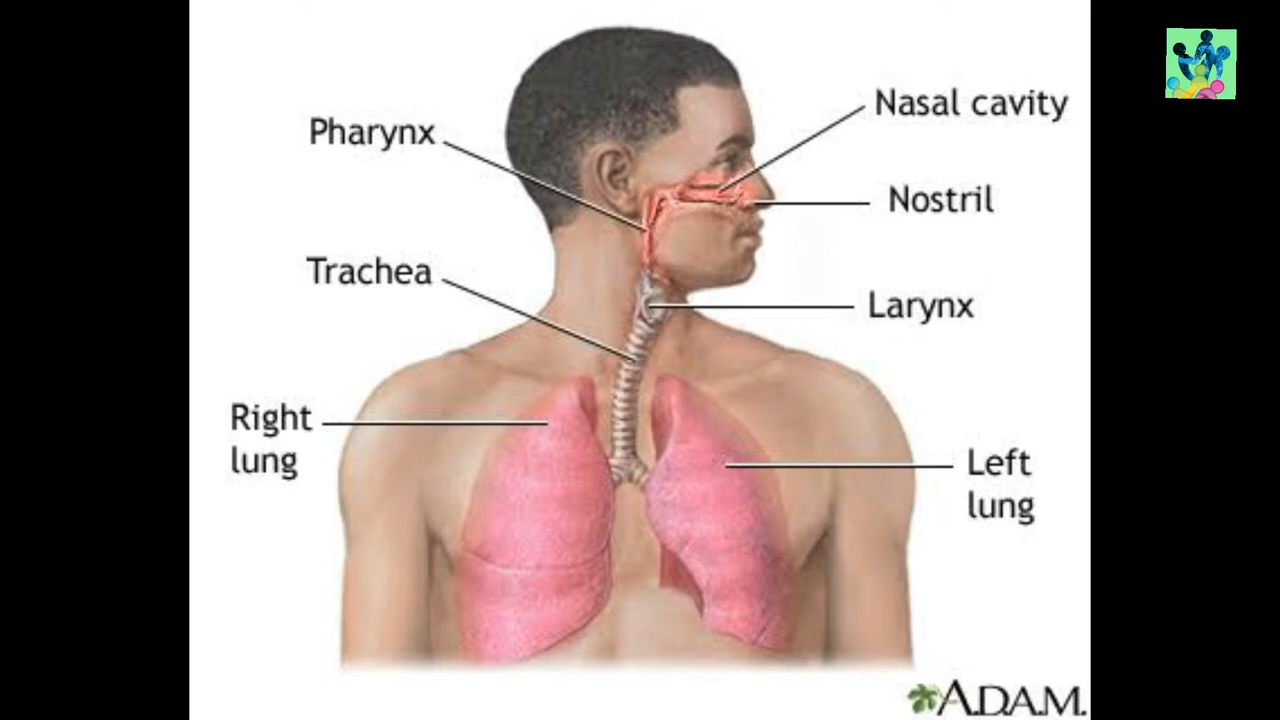 Nasal cavity
Pharynx
Nostril
Trachea
Larynx
Right
lung
Left
lung
A.D.A.M.